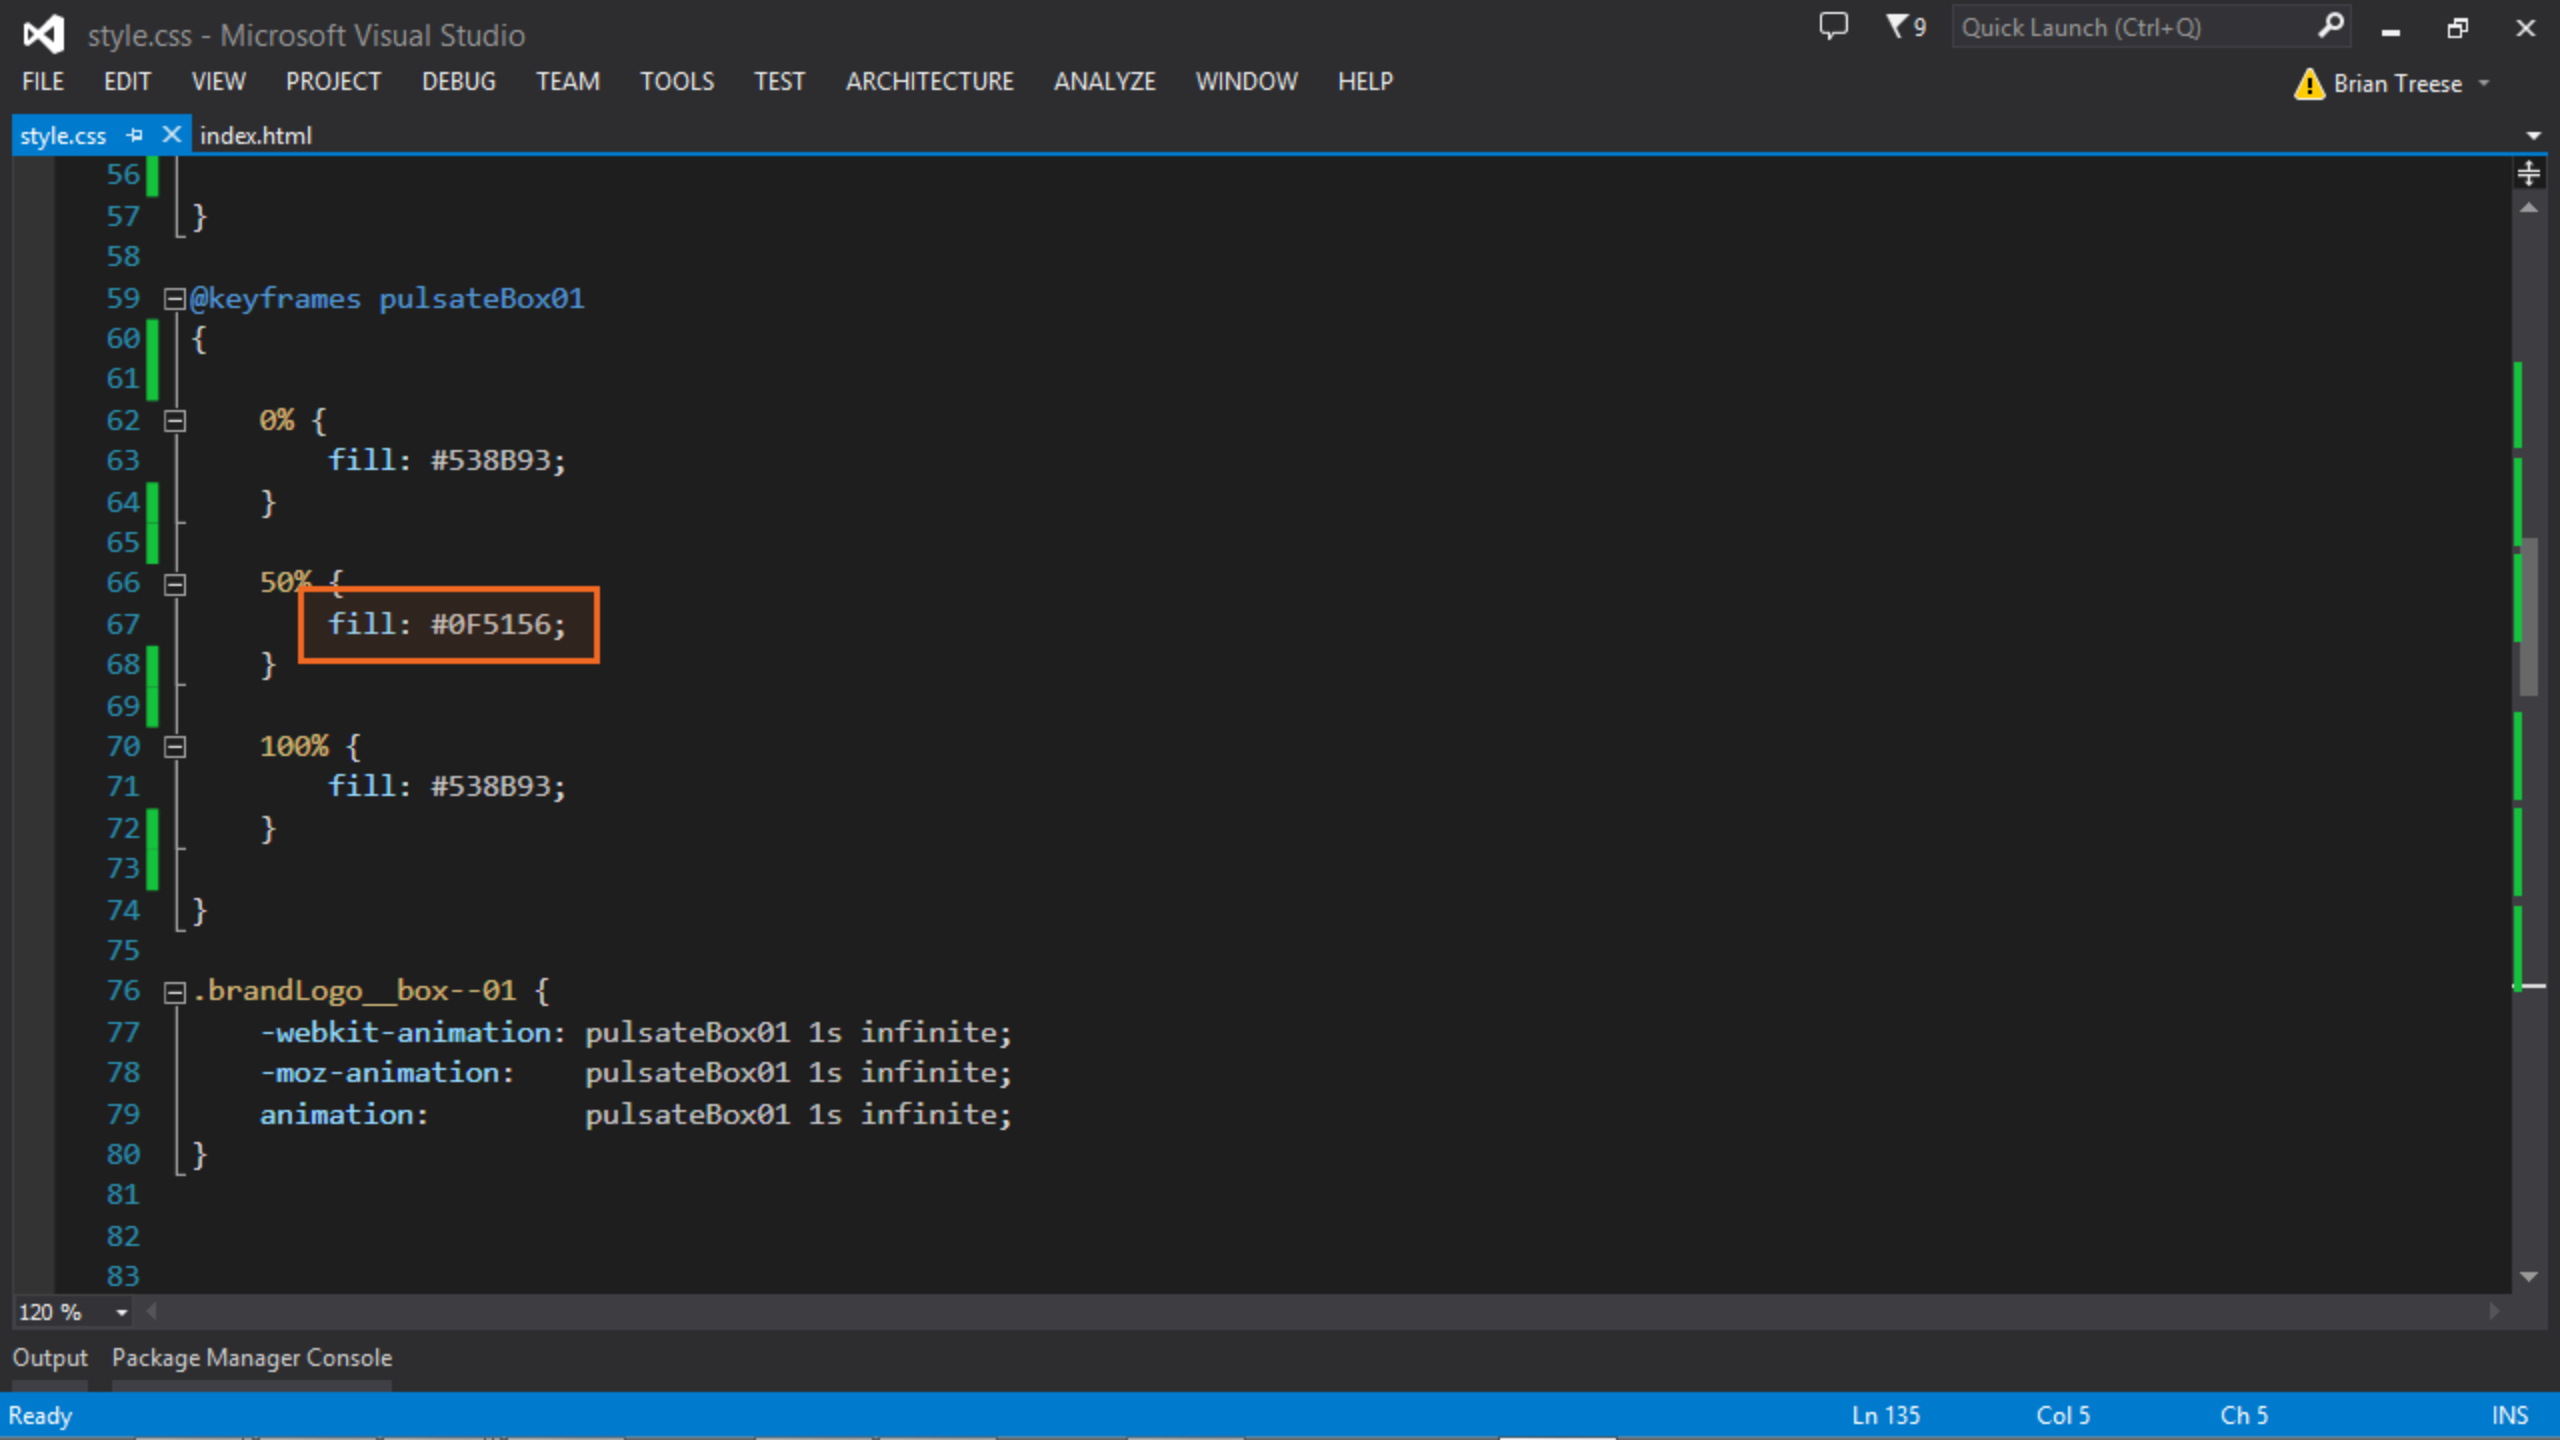 style.css - Microsoft Visual Studio
9
Quick Launch (Ctrl+Q)
FILE EDIT VIEW PROJECT DEBUG TEAM TOOLS TEST ARCHITECTURE ANALYZE WINDOW HELP
Brian Treese
style.css index.html
56
57 }
58
59 @keyframes pulsateBox01
60 {
61
62 0% {
63 fill: #538B93;
64 }
65
66 50% {
67 fill: #0F5156;
68 }
69
70 100% {
71 fill: #538B93;
72 }
73
74 }
75
76 .brandLogo__box--01 {
77 -webkit-animation: pulsateBox01 1s infinite;
78 -moz-animation: pulsateBox01 1s infinite;
79 animation: pulsateBox01 1s infinite;
80 }
81
82
83
120 %
Output Package Manager Console
Ready Ln 135 Col 5 Ch 5 INS